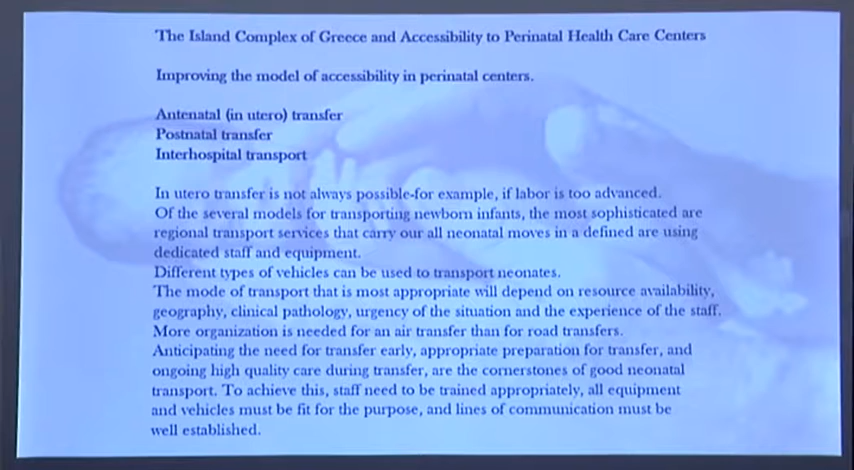 The Island Complex of Greece and Accessibility to Perinatal Health Care Centers
Improving the model of accessibility in perinatal centers.
Antenatal (in utero) transfer
Postnatal transfer
Interhospital transport
In utero transfer is not always possible-for example, if labor is too advanced.
Of the several models for transporting newborn infants, the most sophisticated are
regional transport services that carry our all neonatal moves in a defined are using
dedicated staff and equipment.
Different types of vehicles can be used to transport neonates.
The mode of transport that is most appropriate will depend on resource availability,
geography, clinical pathology, urgency of the situation and the experience of the staff.
More organization is needed for an air transfer than for road transfers.
Anticipating the need for transfer early, appropriate preparation for transfer, and
ongoing high quality care during transfer, are the cornerstones of good neonatal
transport. To achieve this, staff need to be trained appropriately, all equipment
and vehicles must be fit for the purpose, and lines of communication must be
well established.